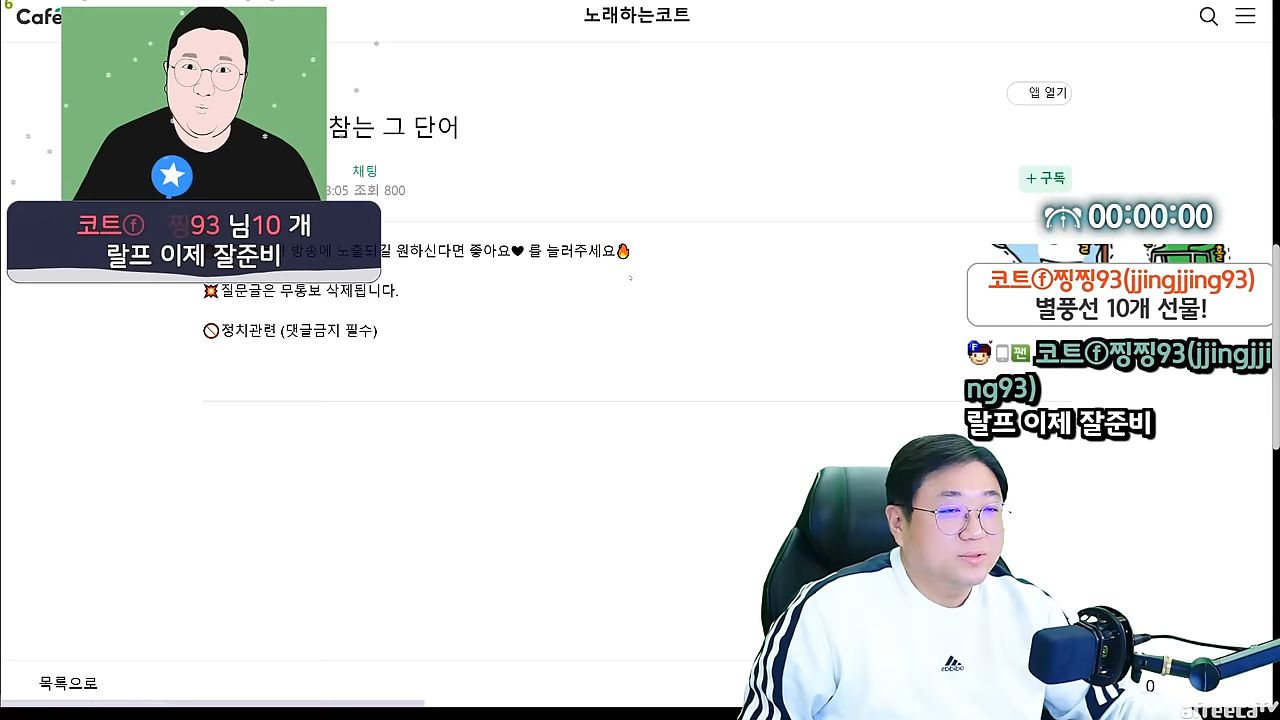 6
Café
노래하는코트
앱 열기
참는 그 단어
채팅
3:05 조회 800
+ 구독
00:00:00
코트ⓕ 찡93 님10 개
랄프 이제 잘준비
방송에 노출되길 원하신다면 좋아요♥ 를 눌러주세요🔥
💥질문글은 무통보 삭제됩니다.
🚫정치관련 (댓글금지 필수)
코트ⓕ찡찡93(jjingjjing93)
별풍선 10개 선물!
팬 코트ⓕ찡찡93(jjingjji
ng93)
랄프 이제 잘준비
목록으로
0
afreecaTV